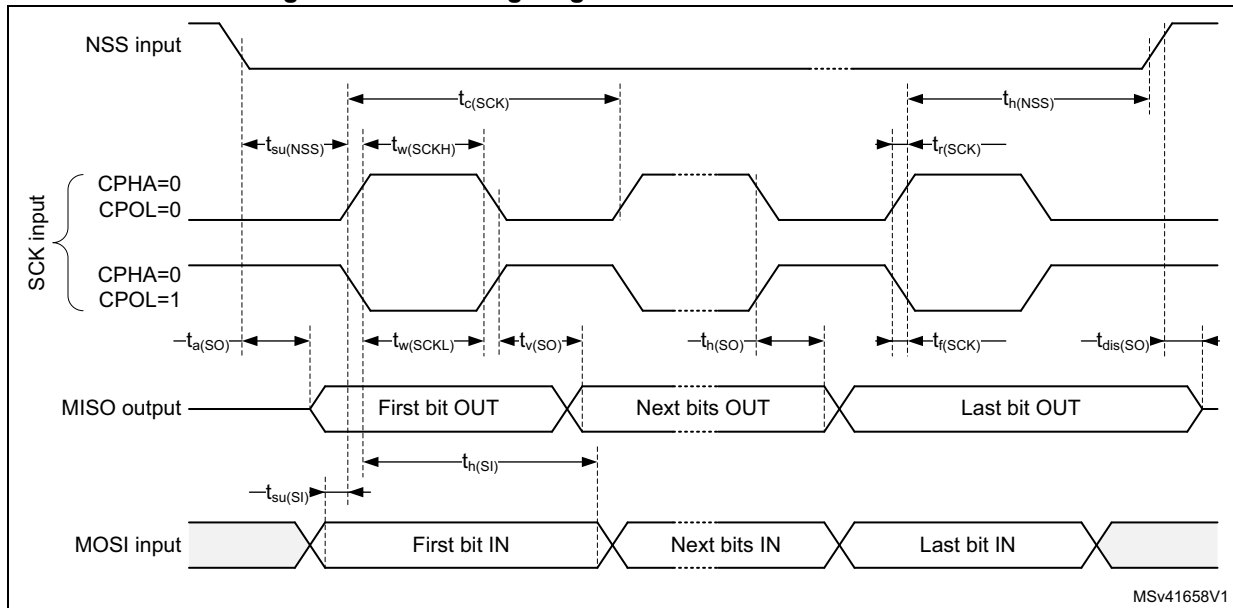 NSS input
tc(SCK)
th(NSS)
tsu(NSS)
tw(SCKH)
tr(SCK)
CPHA=0
CPOL=0
SCK input
CPHA=0
CPOL=1
ta(SO)
tw(SCKL)
tv(SO)
th(SO)
tf(SCK)
tdis(SO)
MISO output
First bit OUT
Next bits OUT
Last bit OUT
th(SI)
tsu(SI)
MOSI input
First bit IN
Next bits IN
Last bit IN
MSv41658V1